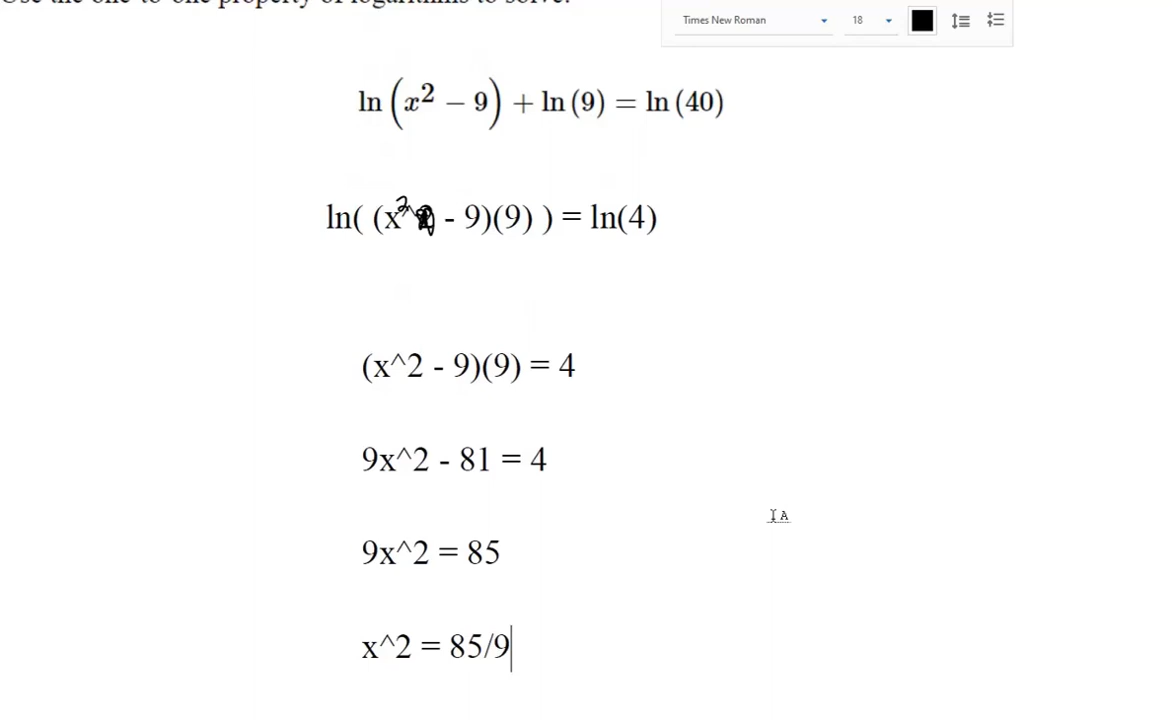 Use the one-to-one property of logarithms to solve.
Times New Roman 18
ln(x² − 9) + ln(9) = ln(40)
ln( (x² - 9)(9) ) = ln(4)
(x^2 - 9)(9) = 4
9x^2 - 81 = 4
A
9x^2 = 85
x^2 = 85/9